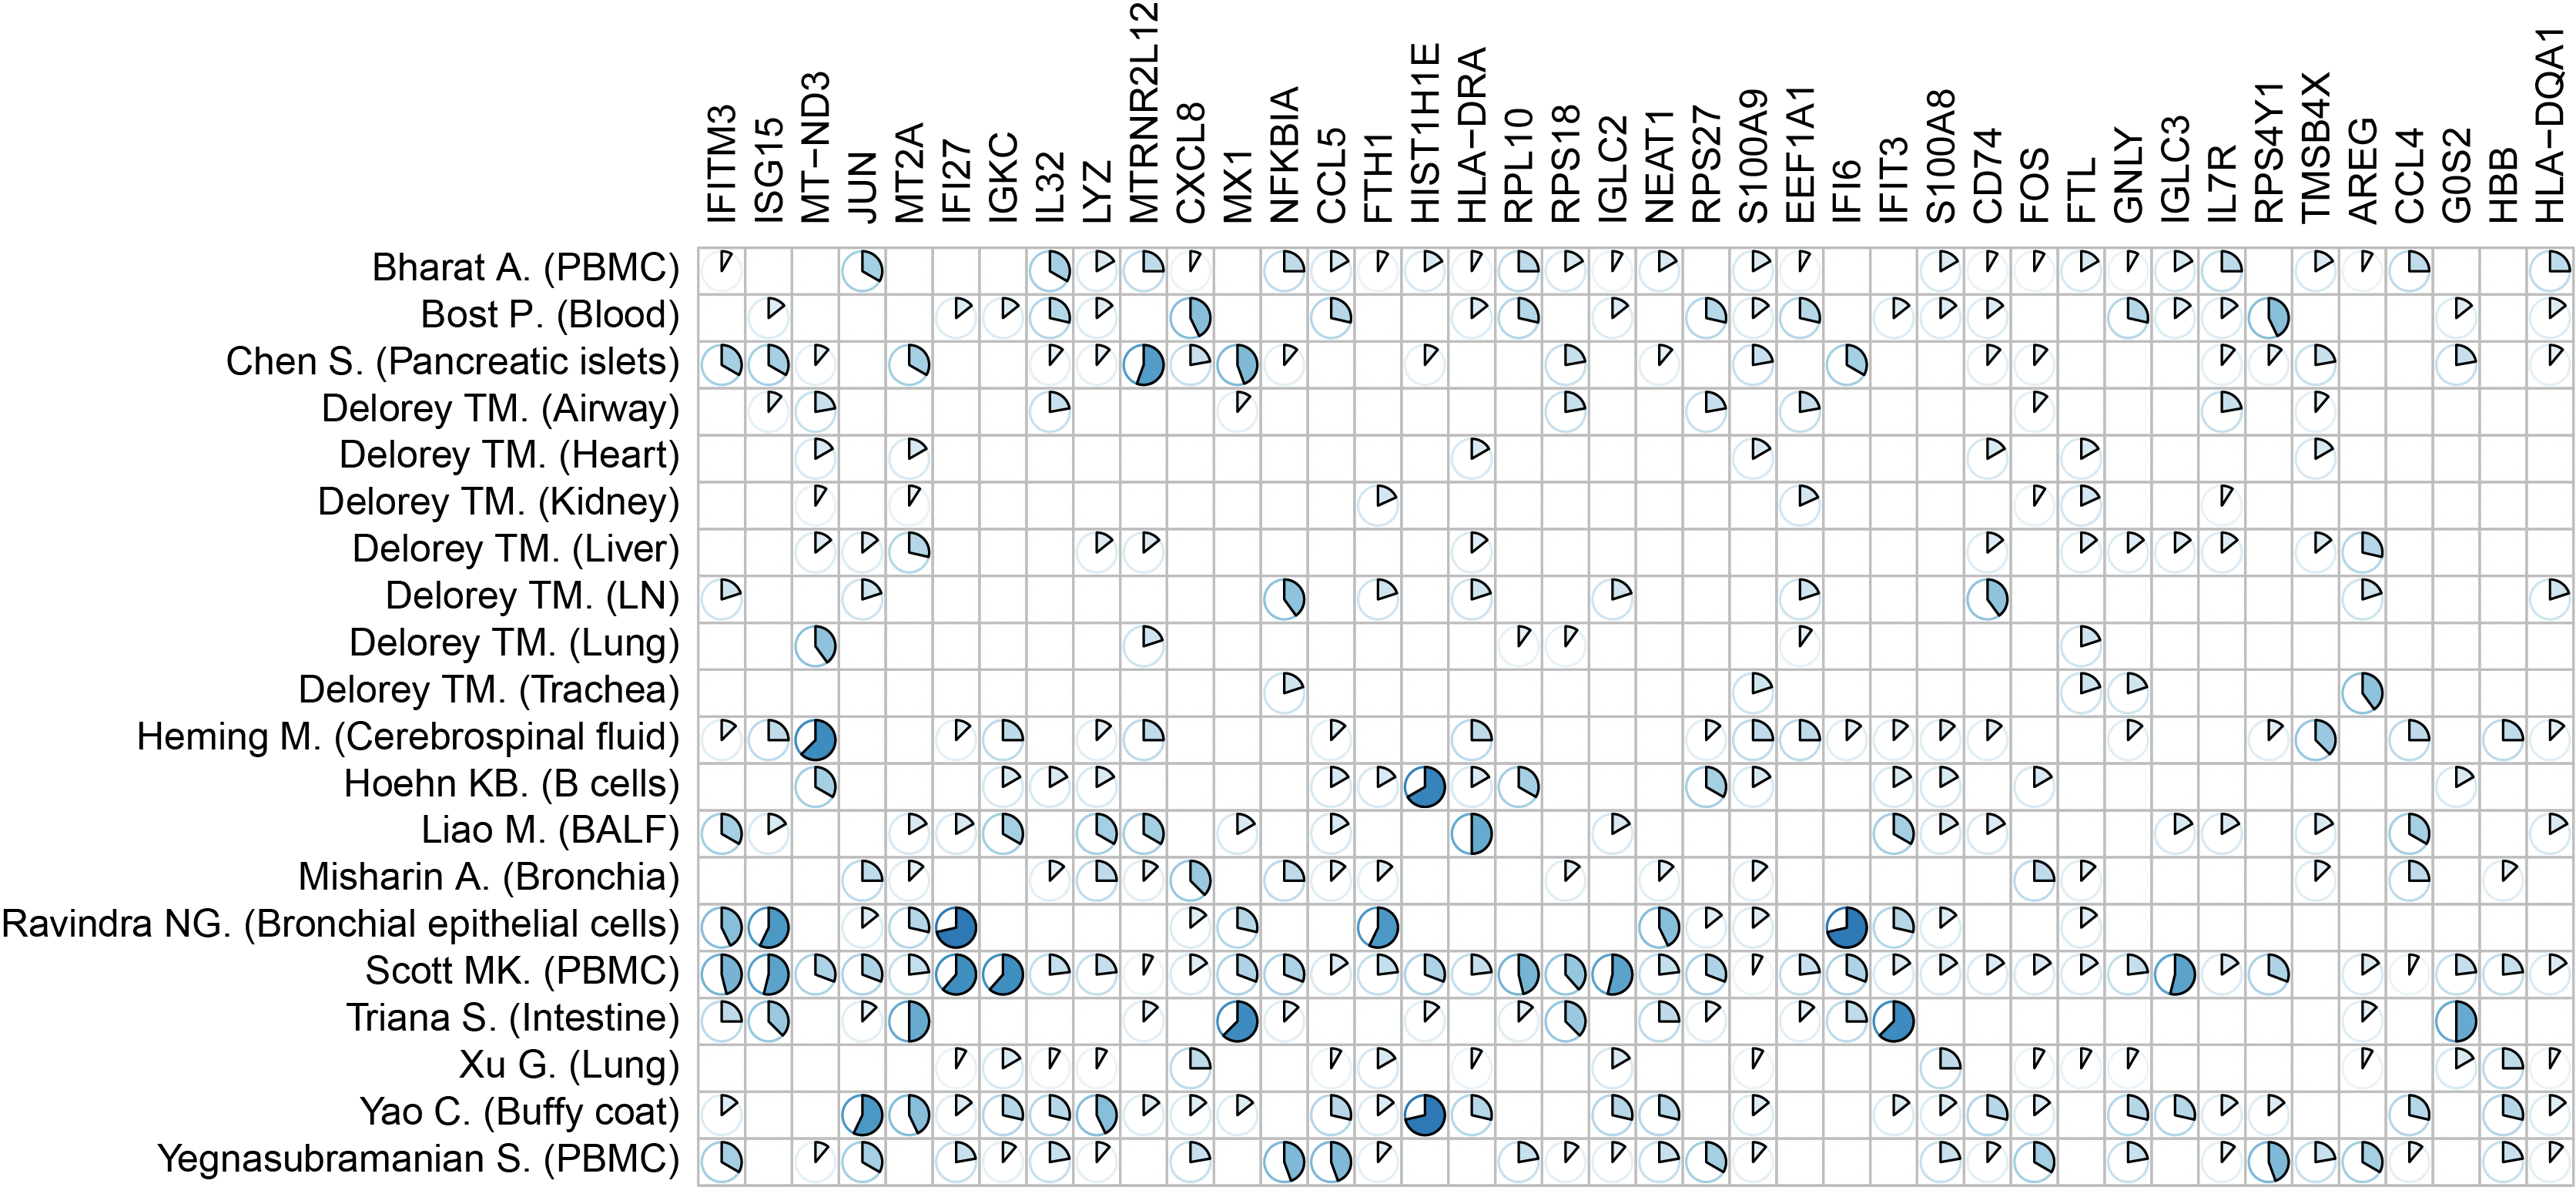 IFITM3
ISG15
MT−ND3
JUN
MT2A
IFI27
IGKC
IL32
LYZ
MTRNR2L12
CXCL8
MX1
NFKBIA
CCL5
FTH1
HIST1H1E
HLA−DRA
RPL10
RPS18
IGLC2
NEAT1
RPS27
S100A9
EEF1A1
IFI6
IFIT3
S100A8
CD74
FOS
FTL
GNLY
IGLC3
IL7R
RPS4Y1
TMSB4X
AREG
CCL4
G0S2
HBB
HLA−DQA1
Bharat A. (PBMC)
Bost P. (Blood)
Chen S. (Pancreatic islets)
Delorey TM. (Airway)
Delorey TM. (Heart)
Delorey TM. (Kidney)
Delorey TM. (Liver)
Delorey TM. (LN)
Delorey TM. (Lung)
Delorey TM. (Trachea)
Heming M. (Cerebrospinal fluid)
Hoehn KB. (B cells)
Liao M. (BALF)
Misharin A. (Bronchia)
Ravindra NG. (Bronchial epithelial cells)
Scott MK. (PBMC)
Triana S. (Intestine)
Xu G. (Lung)
Yao C. (Buffy coat)
Yegnasubramanian S. (PBMC)